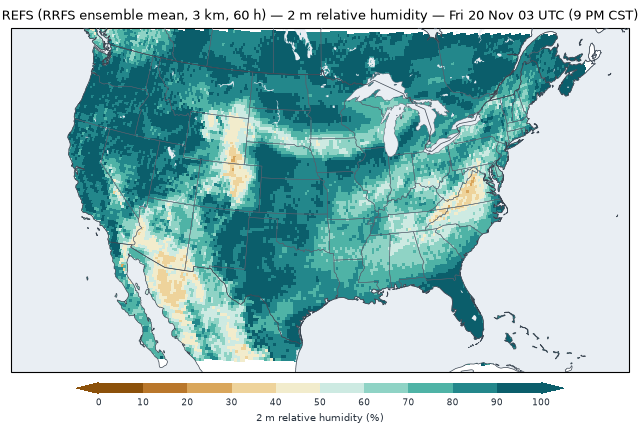 REFS (RRFS ensemble mean, 3 km, 60 h) — 2 m relative humidity — Fri 20 Nov 03 UTC (9 PM CST)
0 10 20 30 40 50 60 70 80 90 100
2 m relative humidity (%)